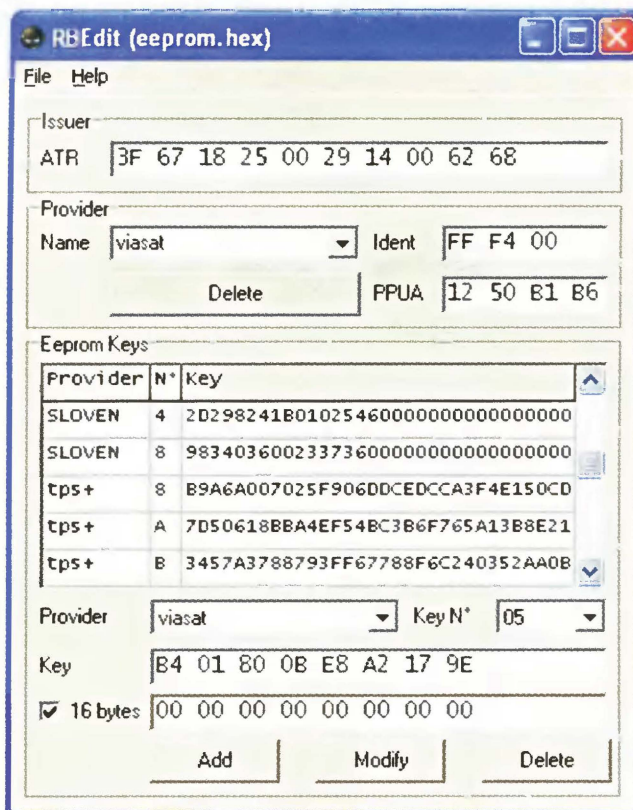 RBEdit (eeprom.hex)
File Help
Issuer
ATR 3F 67 18 25 00 29 14 00 62 68
Provider
Name viasat Ident FF F4 00
Delete PPUA 12 50 B1 B6
Eeprom Keys
Provider N° Key
SLOVEN 4 2D298241B01025460000000000000000
SLOVEN 8 98340360023373600000000000000000
tps+ 8 B9A6A007025F906DDCEDCCA3F4E150CD
tps+ A 7D50618BBA4EF54BC3B6F765A13B8E21
tps+ B 3457A3788793FF67788F6C240352AA0B
Provider viasat Key N° 05
Key B4 01 80 0B E8 A2 17 9E
16 bytes 00 00 00 00 00 00 00 00
Add Modify Delete